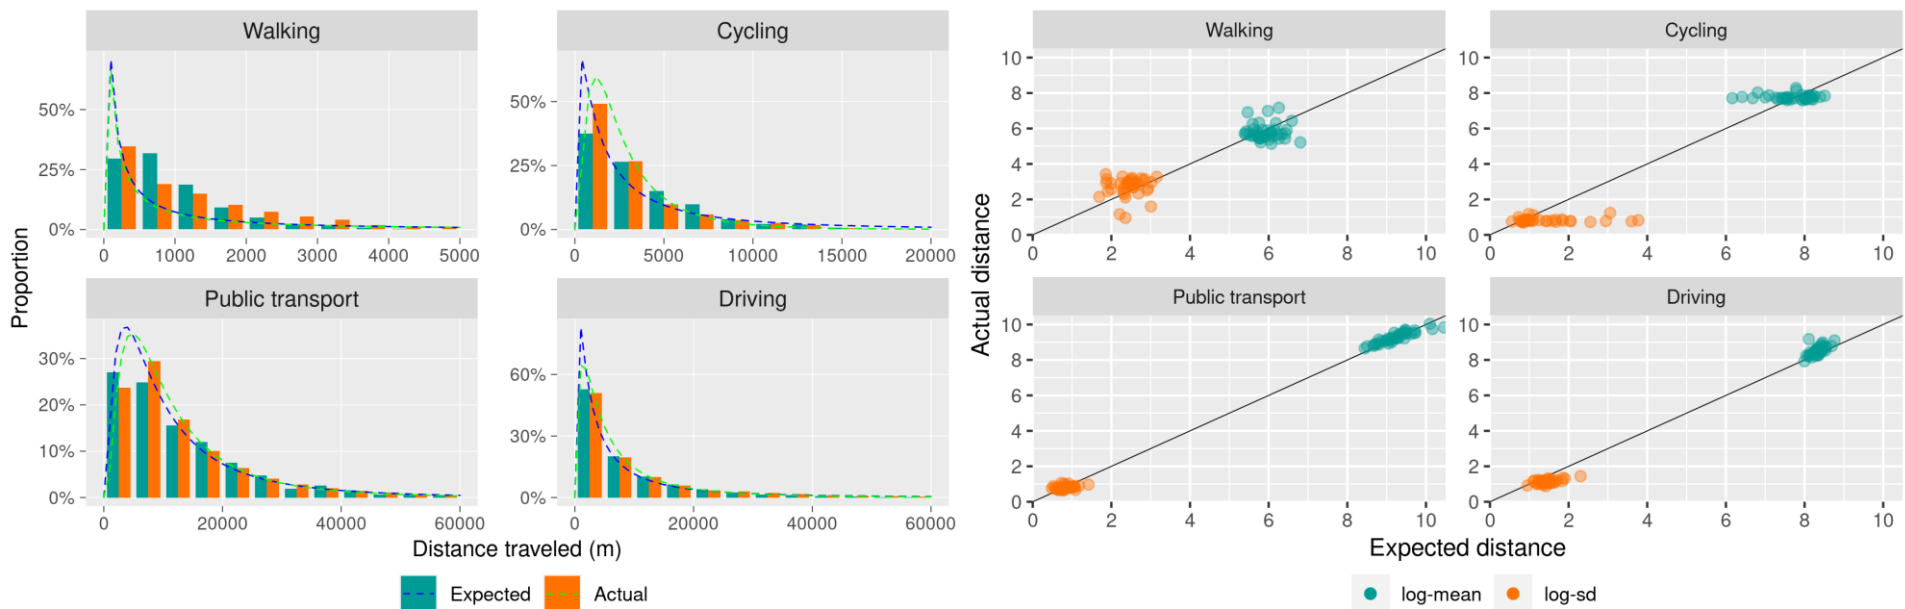 Walking
Cycling
50%
25%
0%
0 1000 2000 3000 4000 5000
50%
25%
0%
0 5000 10000 15000 20000
Public transport
Driving
30%
20%
10%
0%
0 20000 40000 60000
60%
30%
0%
0 20000 40000 60000
Proportion
Distance traveled (m)
Expected Actual
Walking
Cycling
10
8
6
4
2
0
0 2 4 6 8 10
10
8
6
4
2
0
0 2 4 6 8 10
Public transport
Driving
10
8
6
4
2
0
0 2 4 6 8 10
10
8
6
4
2
0
0 2 4 6 8 10
Actual distance
Expected distance
log-mean log-sd